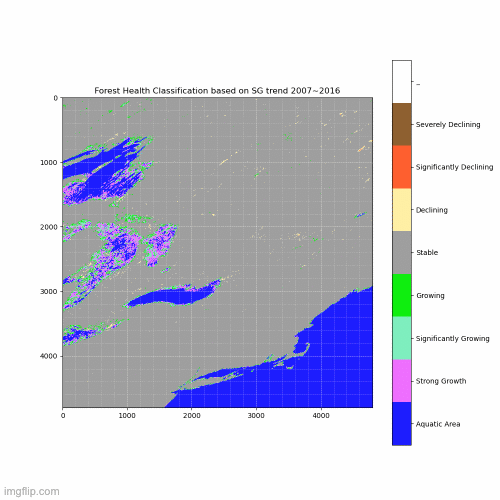 Forest Health Classification based on SG trend 2007~2016
0
1000
2000
3000
4000
0 1000 2000 3000 4000
_
Severely Declining
Significantly Declining
Declining
Stable
Growing
Significantly Growing
Strong Growth
Aquatic Area
imgflip.com